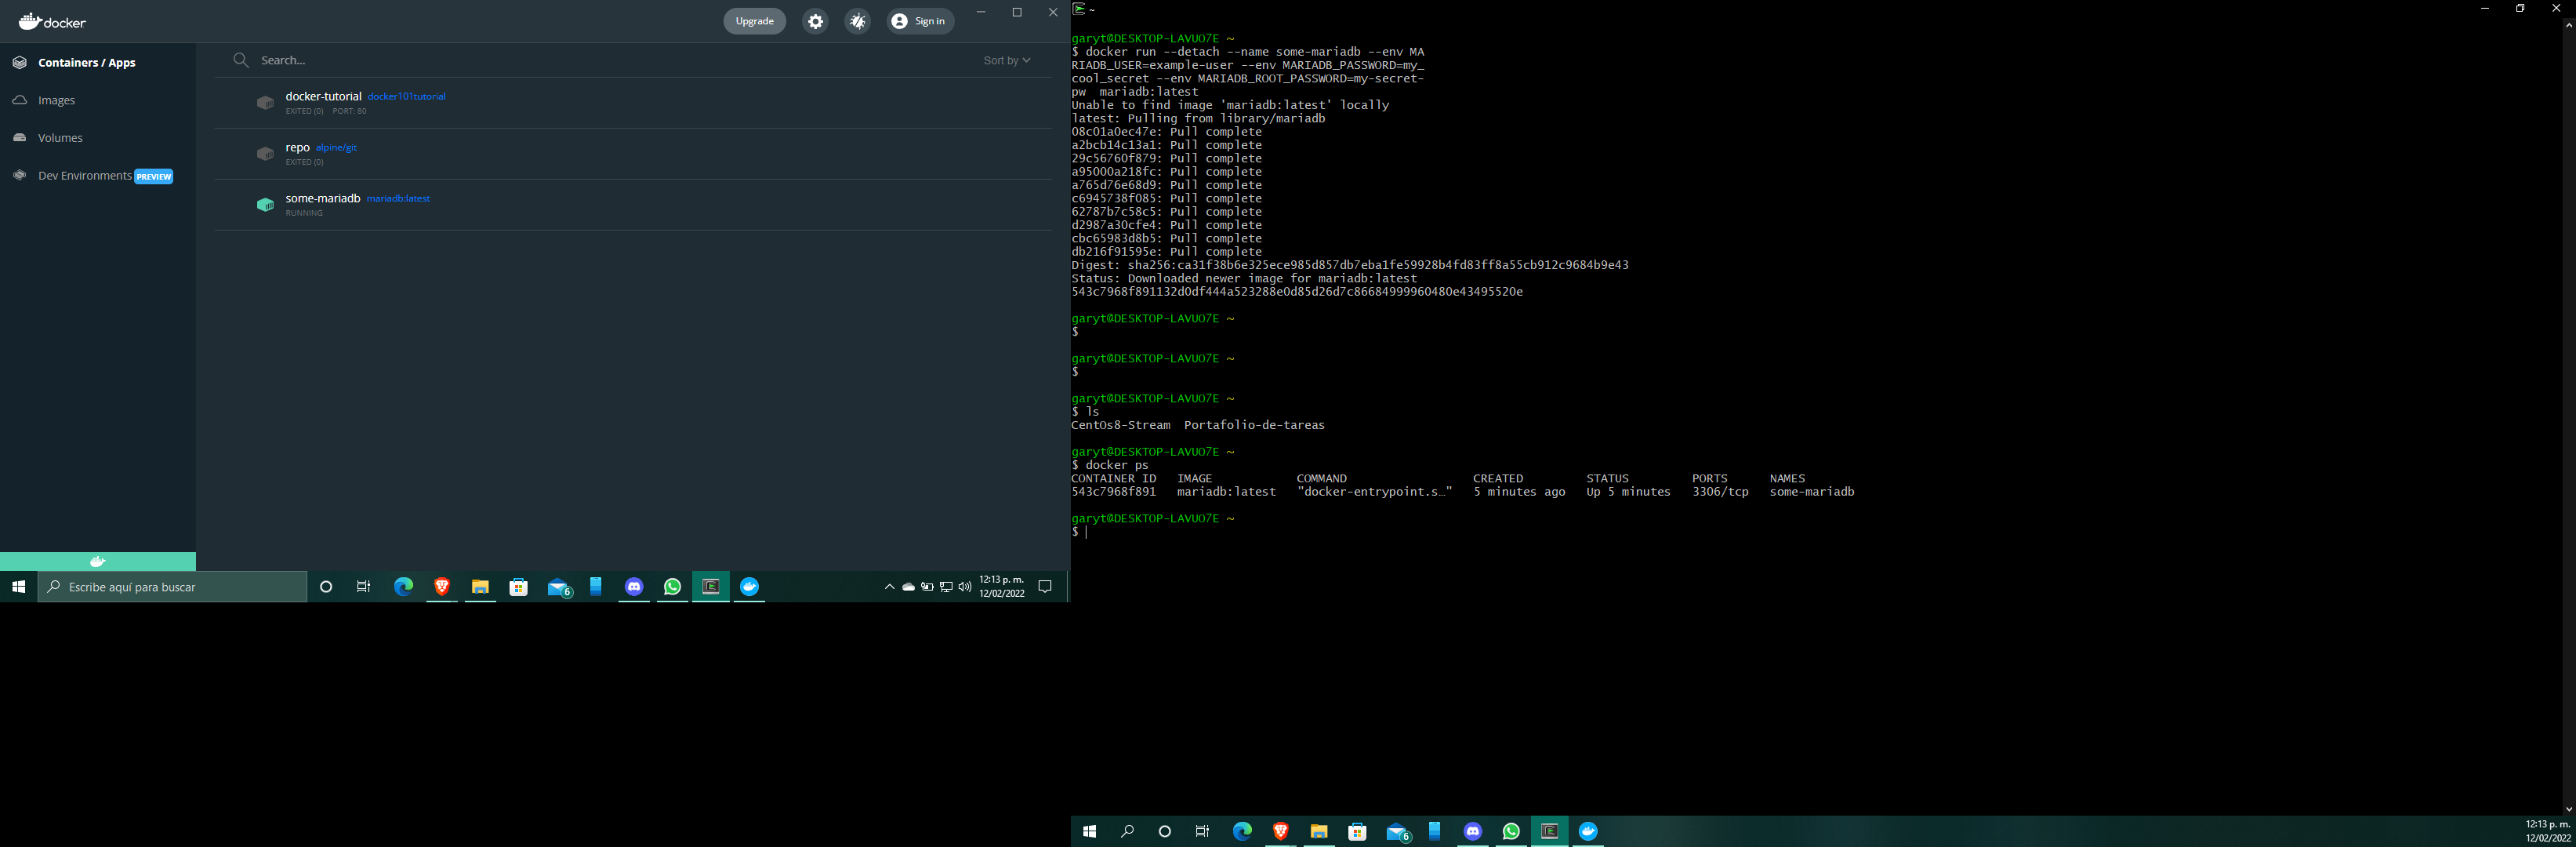 docker
Upgrade
Sign in
Containers / Apps
Images
Volumes
Dev Environments PREVIEW
Search...
Sort by
docker-tutorial docker101tutorial
EXITED (0) PORT: 80
repo alpine/git
EXITED (0)
some-mariadb mariadb:latest
RUNNING
Escribe aquí para buscar
6
12:13 p. m.
12/02/2022
~
garyt@DESKTOP-LAVUO7E ~
$ docker run --detach --name some-mariadb --env MA
RIADB_USER=example-user --env MARIADB_PASSWORD=my_
cool_secret --env MARIADB_ROOT_PASSWORD=my-secret-
pw  mariadb:latest
Unable to find image 'mariadb:latest' locally
latest: Pulling from library/mariadb
08c01a0ec47e: Pull complete
a2bcb14c13a1: Pull complete
29c56760f879: Pull complete
a95000a218fc: Pull complete
a765d76e68d9: Pull complete
c6945738f085: Pull complete
62787b7c58c5: Pull complete
d2987a30cfe4: Pull complete
cbc65983d8b5: Pull complete
db216f91595e: Pull complete
Digest: sha256:ca31f38b6e325ece985d857db7eba1fe59928b4fd83ff8a55cb912c9684b9e43
Status: Downloaded newer image for mariadb:latest
543c7968f891132d0df444a523288e0d85d26d7c86684999960480e4349552​0e

garyt@DESKTOP-LAVUO7E ~
$

garyt@DESKTOP-LAVUO7E ~
$

garyt@DESKTOP-LAVUO7E ~
$ ls
CentOs8-Stream  Portafolio-de-tareas

garyt@DESKTOP-LAVUO7E ~
$ docker ps
CONTAINER ID   IMAGE            COMMAND                  CREATED         STATUS         PORTS      NAMES
543c7968f891   mariadb:latest   "docker-entrypoint.s…"   5 minutes ago   Up 5 minutes   3306/tcp   some-mariadb

garyt@DESKTOP-LAVUO7E ~
$
6
12:13 p. m.
12/02/2022